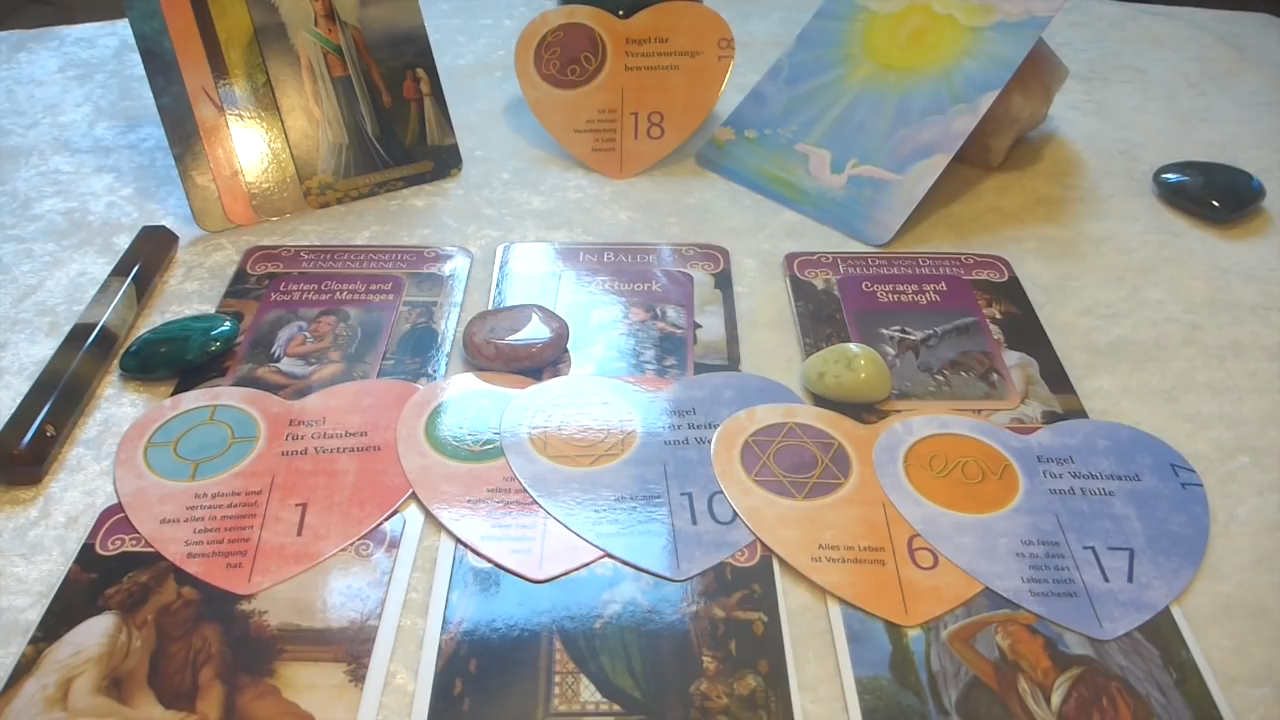 Engel für
Verantwortungs-
bewusstsein
18
18
SICH GEGENSEITIG
KENNENLERNEN
Listen Closely and
You'll Hear Messages
IN BÄLDE
LASS DIR VON DEINEN
FREUNDEN HELFEN
Courage and
Strength
Engel
für Glauben
und Vertrauen
Ich glaube und
vertraue darauf,
dass alles in meinem
Leben seinen
Sinn und seine
Berechtigung
hat.
1
und
10
Alles im Leben
ist Veränderung.
6
Engel
für Wohlstand
und Fülle
17
Ich lasse
es zu, dass
mich das
Leben reich
beschenkt.
17